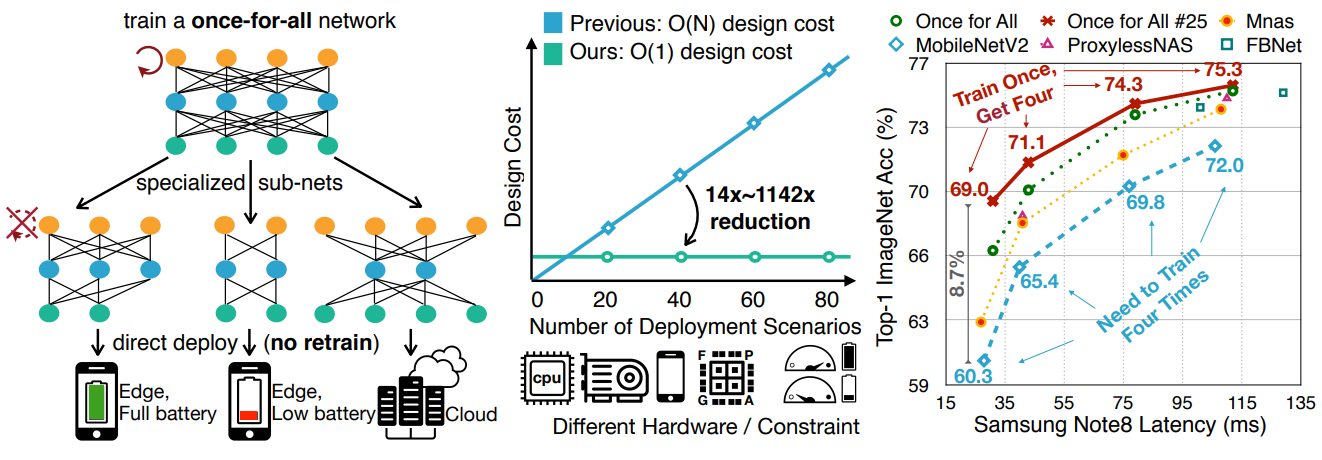 train a once-for-all network
specialized sub-nets
direct deploy (no retrain)
Edge,
Full battery
Edge,
Low battery
Cloud
Previous: O(N) design cost
Ours: O(1) design cost
Design Cost
14x~1142x
reduction
0 20 40 60 80
Number of Deployment Scenarios
cpu
F P
G A
Different Hardware / Constraint
Once for All Once for All #25 Mnas
MobileNetV2 ProxylessNAS FBNet
Top-1 ImageNet Acc (%)
77
73
70
66
63
59
Train Once,
Get Four
69.0
71.1
74.3
75.3
8.7%
60.3
65.4
69.8
72.0
Need to Train
Four Times
15 35 55 75 95 115 135
Samsung Note8 Latency (ms)